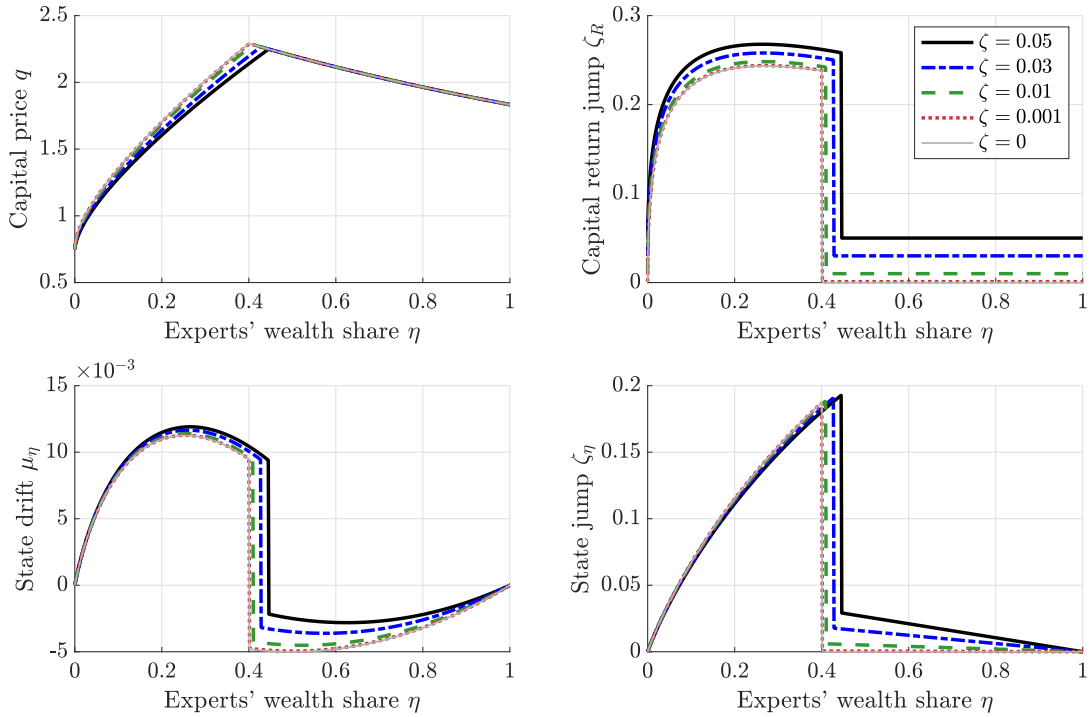 2.5
2
1.5
1
0.5
0 0.2 0.4 0.6 0.8 1
Capital price q
Experts' wealth share η
0.3
0.2
0.1
0
0 0.2 0.4 0.6 0.8 1
Capital return jump ζ_R
Experts' wealth share η
ζ = 0.05
ζ = 0.03
ζ = 0.01
ζ = 0.001
ζ = 0
×10⁻³
15
10
5
0
-5
0 0.2 0.4 0.6 0.8 1
State drift μ_η
Experts' wealth share η
0.2
0.15
0.1
0.05
0
0 0.2 0.4 0.6 0.8 1
State jump ζ_η
Experts' wealth share η